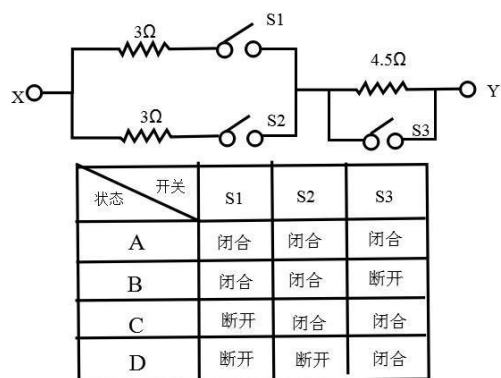 3Ω S1
X
3Ω S2
4.5Ω
Y
S3
开关
状态 S1 S2 S3
A 闭合 闭合 闭合
B 闭合 闭合 断开
C 断开 闭合 闭合
D 断开 断开 闭合